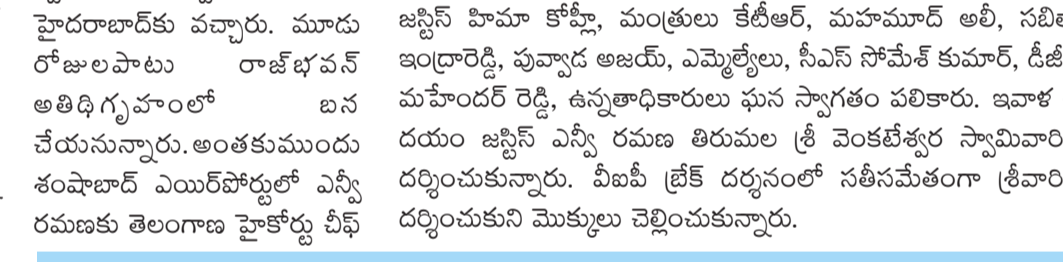 హైదరాబాద్‌కు వచ్చారు. మూడు
రోజులపాటు రాజ్‌భవన్
అతిథిగృహంలో బస
చేయనున్నారు.అంతకుముందు
శంషాబాద్ ఎయిర్‌పోర్టులో ఎన్వీ
రమణకు తెలంగాణ హైకోర్టు చీఫ్
జస్టిస్ హిమా కోహ్లీ, మంత్రులు కేటీఆర్, మహమూద్ అలీ,
ఇంద్రారెడ్డి, పువ్వాడ అజయ్, ఎమ్మెల్యేలు, సీఎస్ సోమేశ్ కుమార్, డీజీ
మహేందర్ రెడ్డి, ఉన్నతాధికారులు ఘన స్వాగతం పలికారు. ఇవాళ
దయం జస్టిస్ ఎన్వీ రమణ తిరుమల శ్రీ వెంకటేశ్వర స్వామివారి
దర్శించుకున్నారు. వీఐపీ బ్రేక్ దర్శనంలో సతీసమేతంగా శ్రీవారి
దర్శించుకుని మొక్కులు చెల్లించుకున్నారు.